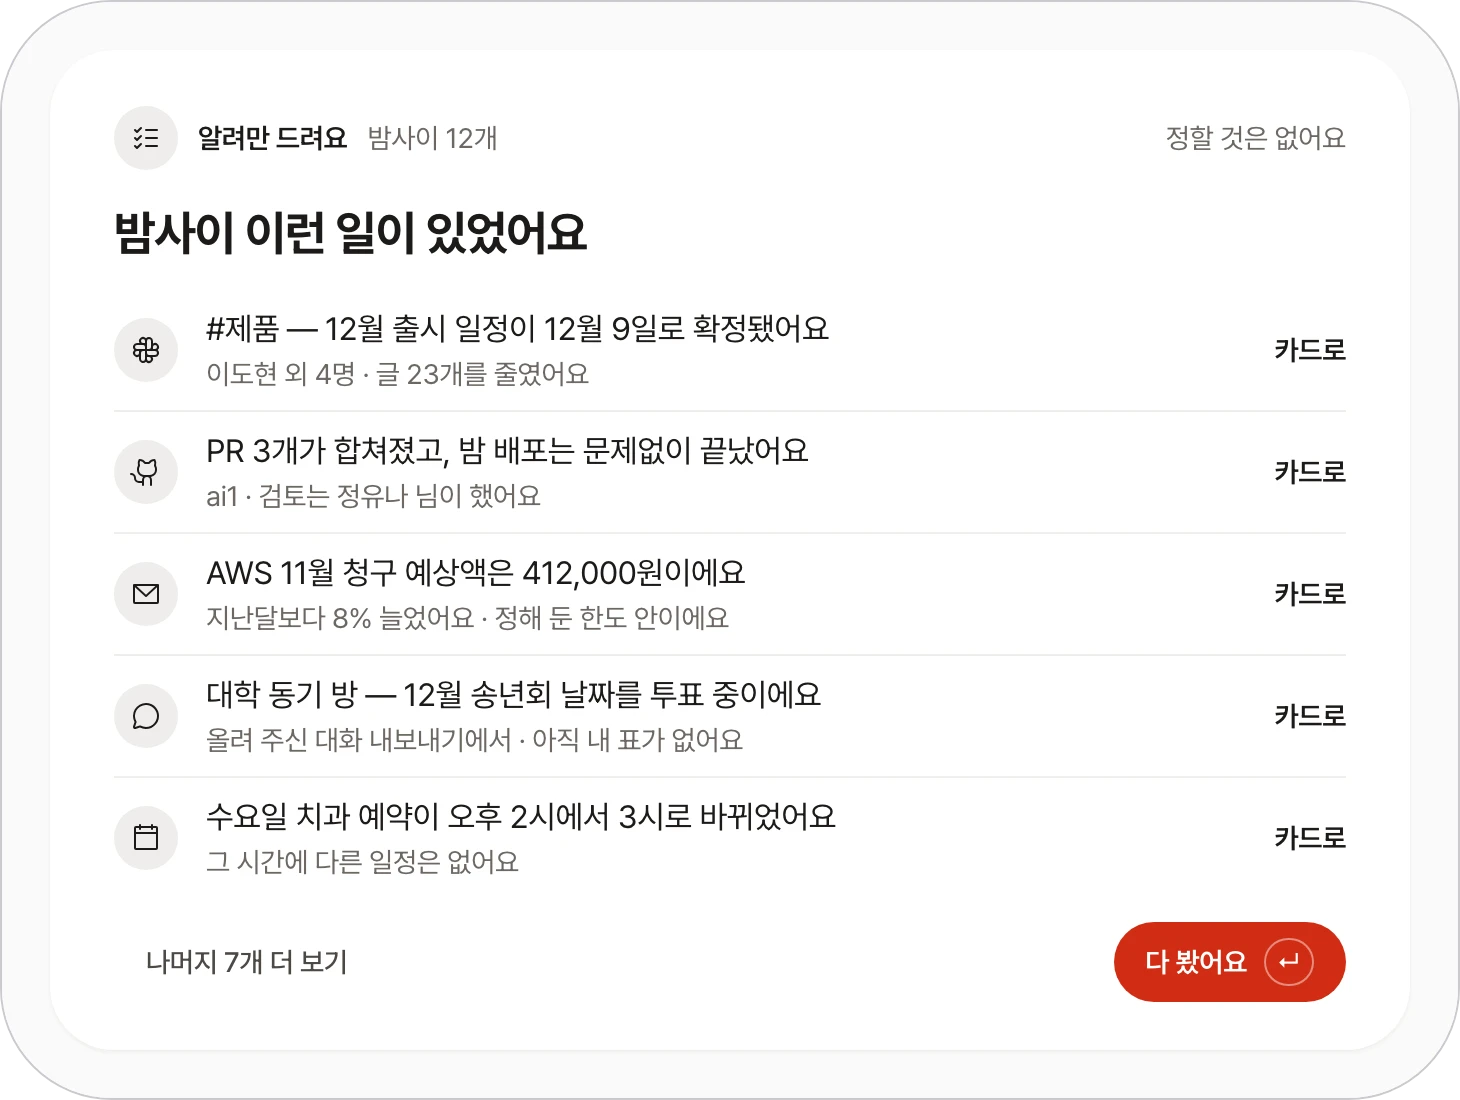 알려만 드려요 밤사이 12개 정할 것은 없어요
밤사이 이런 일이 있었어요
#제품 — 12월 출시 일정이 12월 9일로 확정됐어요
이도현 외 4명 · 글 23개를 줄였어요
카드로
PR 3개가 합쳐졌고, 밤 배포는 문제없이 끝났어요
ai1 · 검토는 정유나 님이 했어요
카드로
AWS 11월 청구 예상액은 412,000원이에요
지난달보다 8% 늘었어요 · 정해 둔 한도 안이에요
카드로
대학 동기 방 — 12월 송년회 날짜를 투표 중이에요
올려 주신 대화 내보내기에서 · 아직 내 표가 없어요
카드로
수요일 치과 예약이 오후 2시에서 3시로 바뀌었어요
그 시간에 다른 일정은 없어요
카드로
나머지 7개 더 보기 다 봤어요